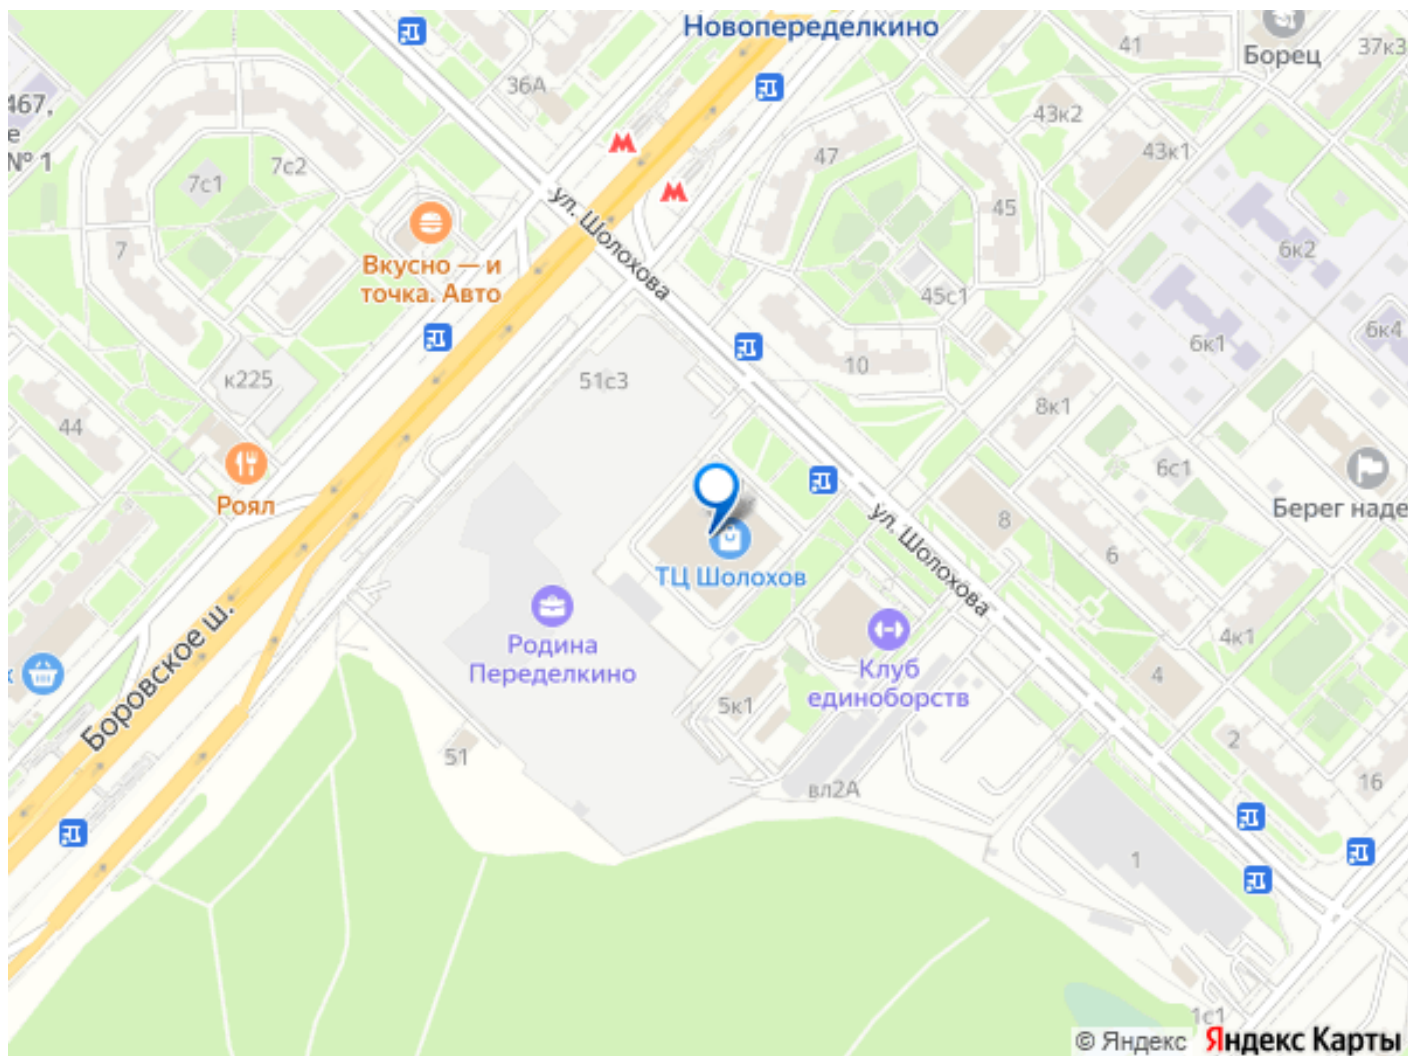 Новопеределкино
41
Борец
37к3
36А
467,
е
№ 1
43к2
43к1
47
7с2
7с1
45
ул. Шолохова
7
Вкусно — и
точка. Авто
6к2
45с1
6к1
6к4
10
51с3
к225
8к1
44
6с1
Роял
Берег наде
8
ул. Шолохова
6
ТЦ Шолохов
Боровское ш.
Родина
Переделкино
4к1
Клуб
единоборств
4
к
5к1
2
51
вл2А
16
1
1с1
© Яндекс Яндекс Карты